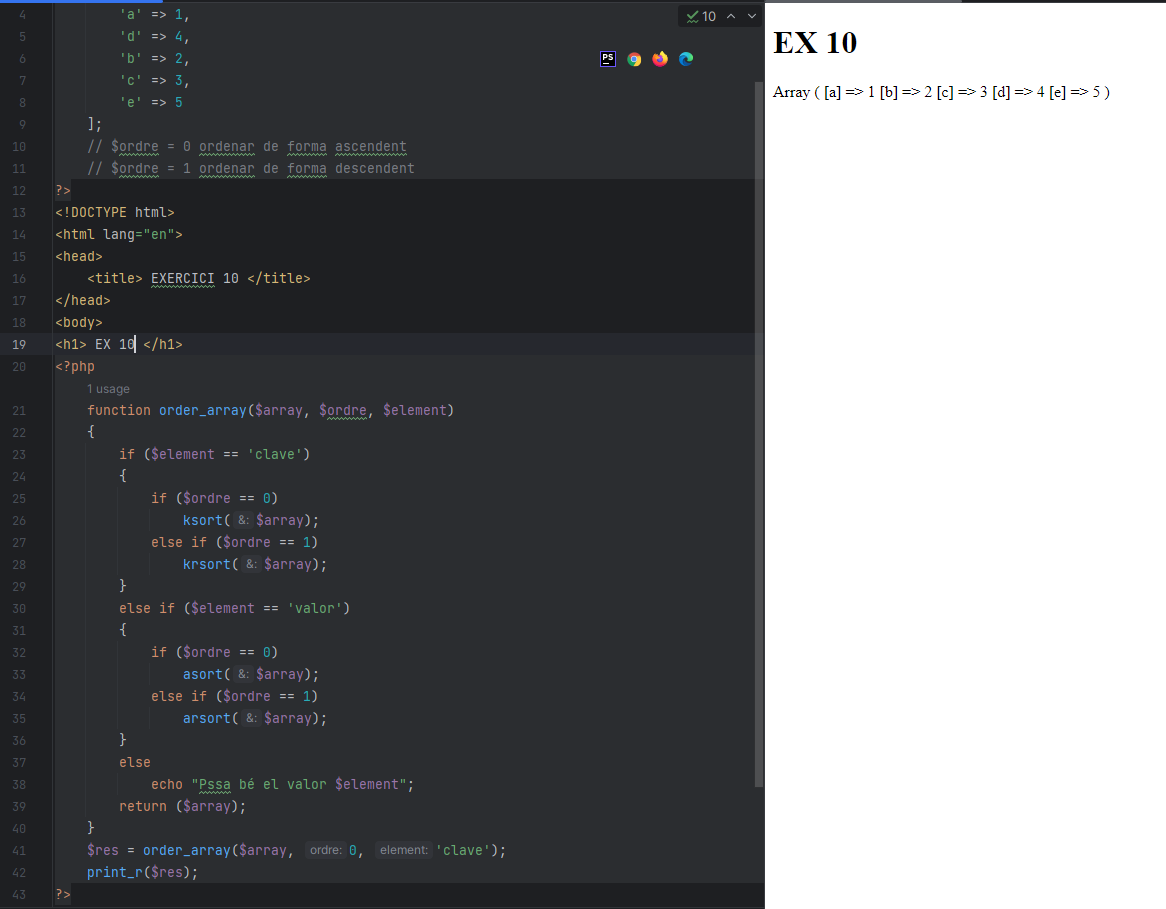 4 'a' => 1,
5 'd' => 4,
6 'b' => 2,
7 'c' => 3,
8 'e' => 5
9 ];
10 // $ordre = 0 ordenar de forma ascendent
11 // $ordre = 1 ordenar de forma descendent
12 ?>
13 <!DOCTYPE html>
14 <html lang="en">
15 <head>
16 <title> EXERCICI 10 </title>
17 </head>
18 <body>
19 <h1> EX 10 </h1>
20 <?php
1 usage
21 function order_array($array, $ordre, $element)
22 {
23 if ($element == 'clave')
24 {
25 if ($ordre == 0)
26 ksort( &: $array);
27 else if ($ordre == 1)
28 krsort( &: $array);
29 }
30 else if ($element == 'valor')
31 {
32 if ($ordre == 0)
33 asort( &: $array);
34 else if ($ordre == 1)
35 arsort( &: $array);
36 }
37 else
38 echo "Pssa bé el valor $element";
39 return ($array);
40 }
41 $res = order_array($array, ordre: 0, element: 'clave');
42 print_r($res);
43 ?>
10
PS
EX 10
Array ( [a] => 1 [b] => 2 [c] => 3 [d] => 4 [e] => 5 )